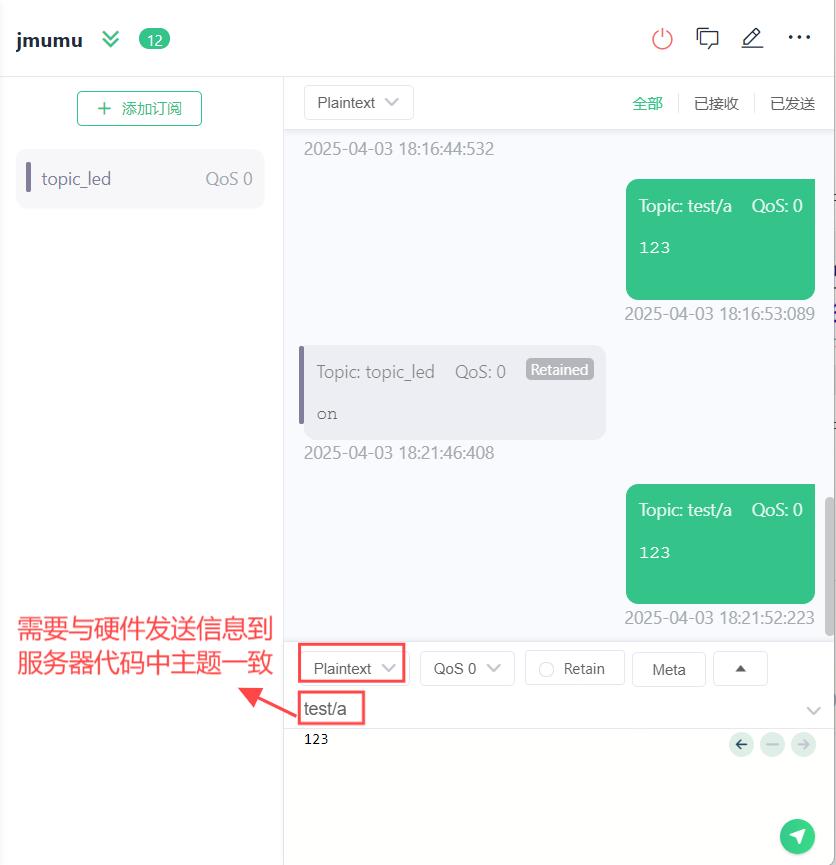 jmumu 12
添加订阅
topic_led QoS 0
Plaintext 全部 已接收 已发送
2025-04-03 18:16:44:532
Topic: test/a QoS: 0
123
2025-04-03 18:16:53:089
Topic: topic_led QoS: 0 Retained
on
2025-04-03 18:21:46:408
Topic: test/a QoS: 0
123
2025-04-03 18:21:52:223
需要与硬件发送信息到
服务器代码中主题一致
Plaintext QoS 0 Retain Meta
test/a
123